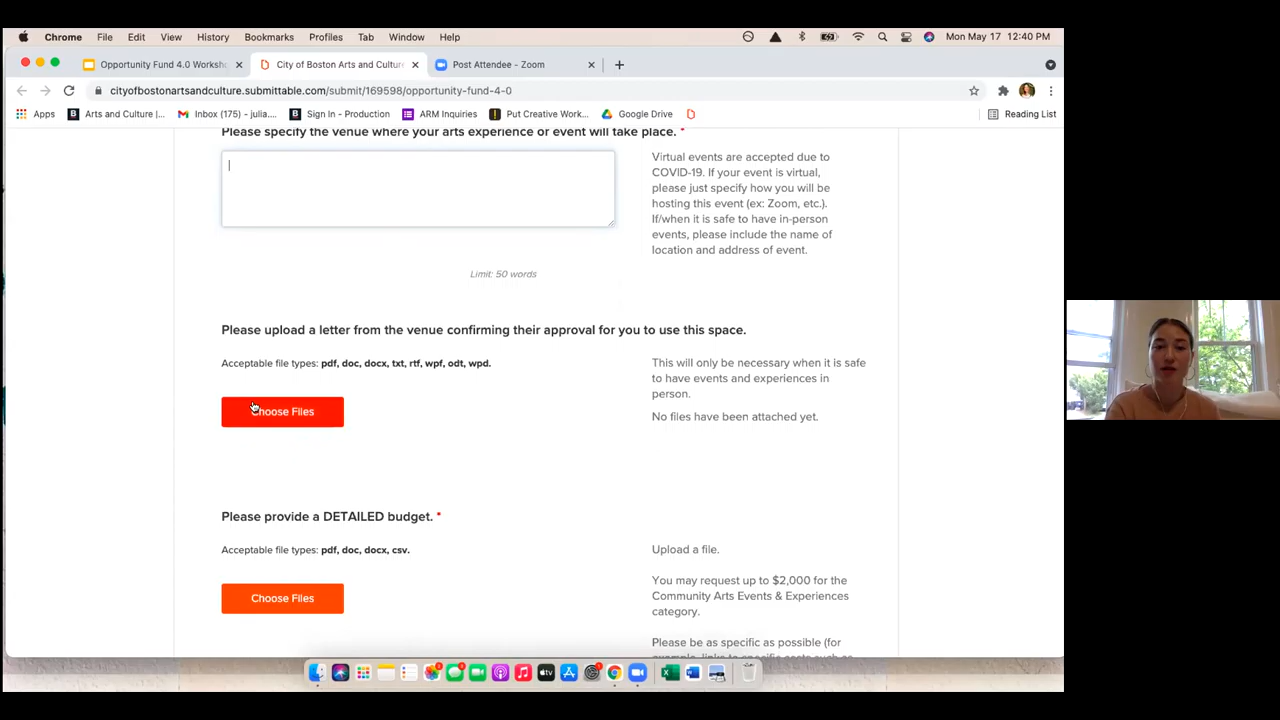 Chrome File Edit View History Bookmarks Profiles Tab Window Help Mon May 17 12:40 PM
Opportunity Fund 4.0 Worksh City of Boston Arts and Culture Post Attendee - Zoom
cityofbostonartsandculture.submittable.com/submit/169598/opportunity-fund-4-0
Apps Arts and Culture |... Inbox (175) - julia.... Sign In - Production ARM Inquiries Put Creative Work... Google Drive Reading List
Please specify the venue where your arts experience or event will take place. *
Virtual events are accepted due to
COVID-19. If your event is virtual,
please just specify how you will be
hosting this event (ex: Zoom, etc.).
If/when it is safe to have in-person
events, please include the name of
location and address of event.
Limit: 50 words
Please upload a letter from the venue confirming their approval for you to use this space.
Acceptable file types: pdf, doc, docx, txt, rtf, wpf, odt, wpd.
This will only be necessary when it is safe
to have events and experiences in
person.
Choose Files
No files have been attached yet.
Please provide a DETAILED budget. *
Acceptable file types: pdf, doc, docx, csv.
Upload a file.
Choose Files
You may request up to $2,000 for the
Community Arts Events & Experiences
category.
Please be as specific as possible (for
example, links to specific costs such as